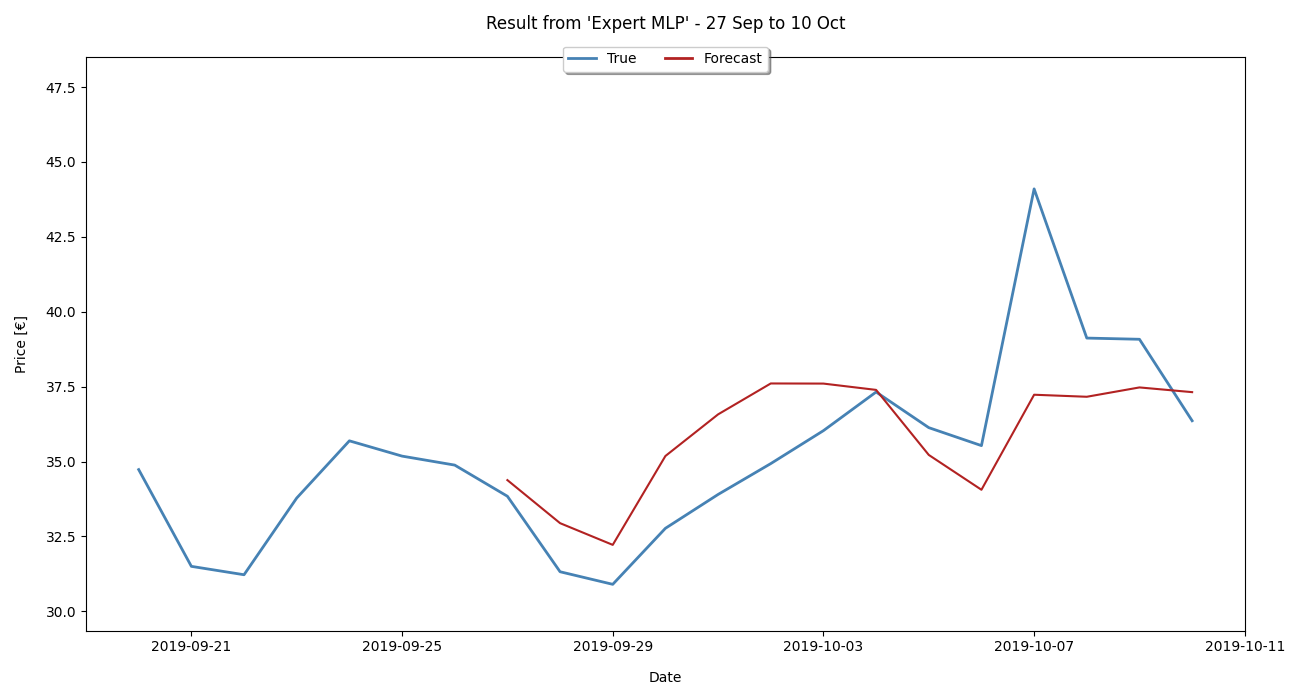 Result from 'Expert MLP' - 27 Sep to 10 Oct
True Forecast
47.5
45.0
42.5
40.0
37.5
35.0
32.5
30.0
Price [€]
2019-09-21 2019-09-25 2019-09-29 2019-10-03 2019-10-07 2019-10-11
Date